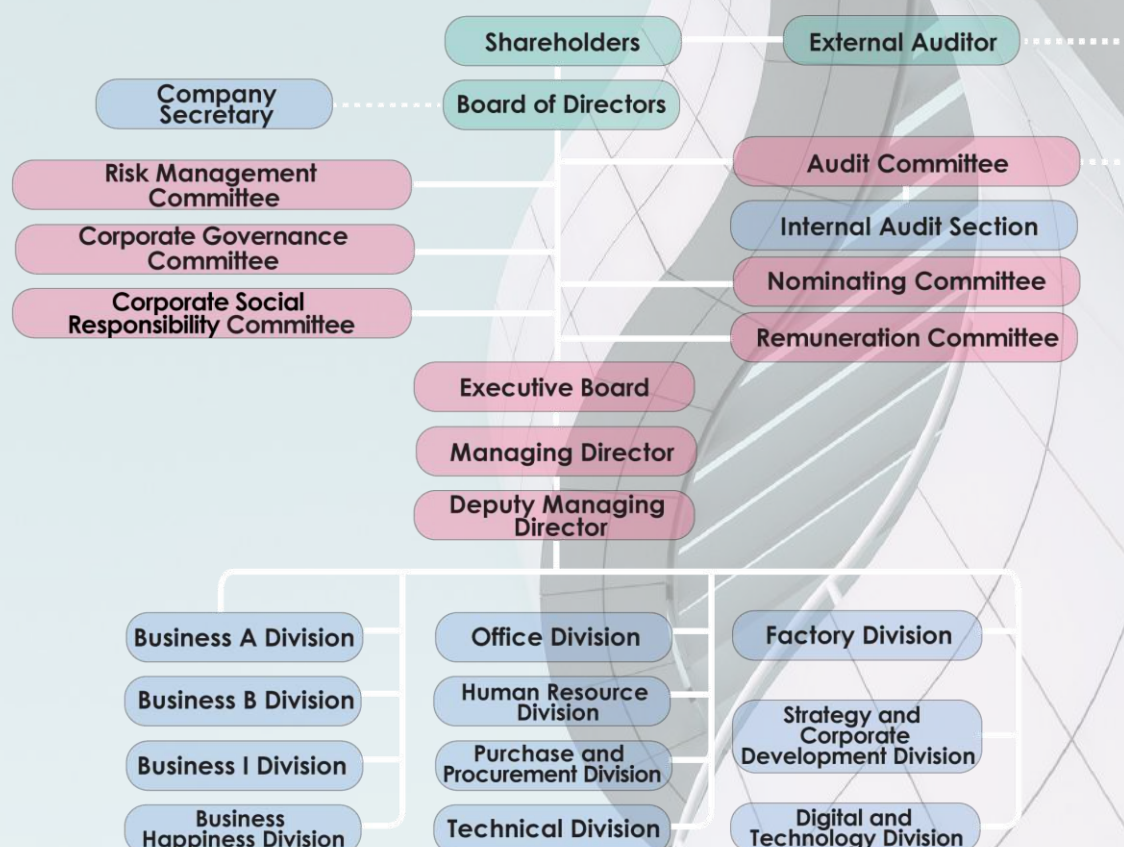 Shareholders
External Auditor
Company
Secretary
Board of Directors
Risk Management
Committee
Audit Committee
Corporate Governance
Committee
Internal Audit Section
Corporate Social
Responsibility Committee
Nominating Committee
Remuneration Committee
Executive Board
Managing Director
Deputy Managing
Director
Business A Division
Business B Division
Business I Division
Business
Happiness Division
Office Division
Human Resource
Division
Purchase and
Procurement Division
Technical Division
Factory Division
Strategy and
Corporate
Development Division
Digital and
Technology Division